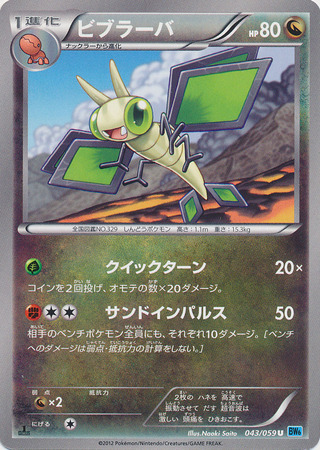 1進化 ビブラーバ HP80
ナックラーから進化
全国図鑑NO.329 しんどうポケモン 高さ:1.1m 重さ:15.3kg
クイックターン 20×
コインを2回投げ、オモテの数×20ダメージ。
サンドインパルス 50
相手のベンチポケモン全員にも、それぞれ10ダメージ。[ベンチ
へのダメージは弱点・抵抗力の計算をしない。]
弱点 抵抗力
×2
にげる
2枚の ハネを 高速で
振動させて だす 超音波は
激しい 頭痛を ひきおこす。
Illus.Naoki Saito 043/059 U BW6
©2012 Pokémon/Nintendo/Creatures/GAME FREAK.